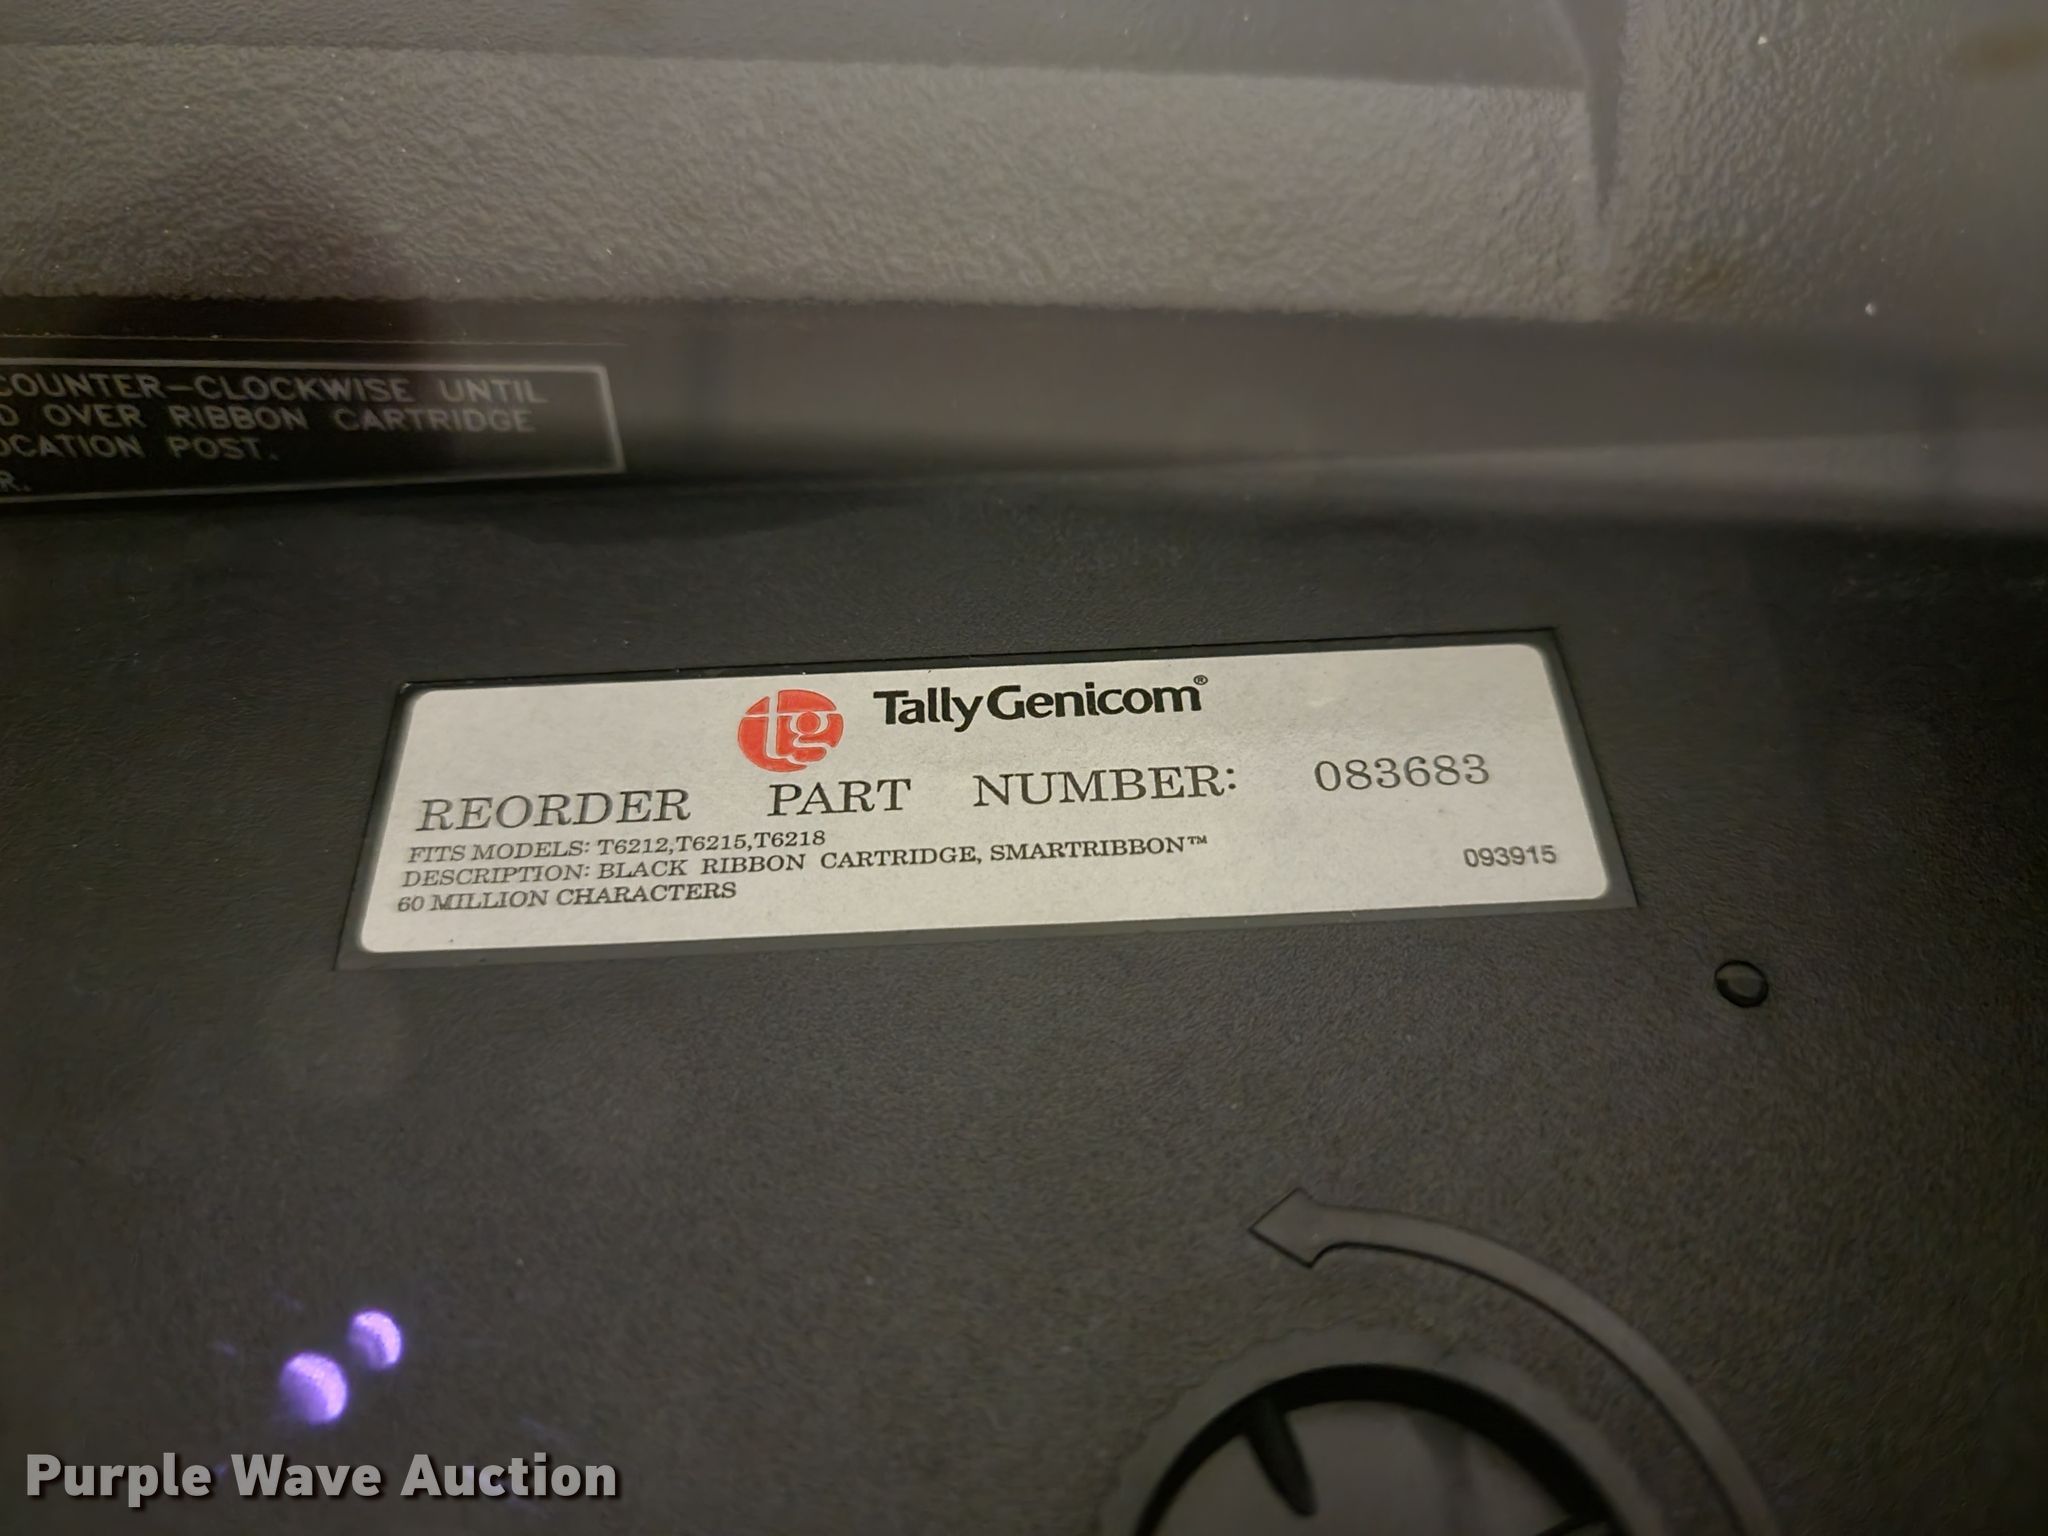 COUNTER-CLOCKWISE UNTIL
OVER RIBBON CARTRIDGE
POST.
tg TallyGenicom®
REORDER PART NUMBER: 083683
FITS MODELS: T6212,T6215,T6218
DESCRIPTION: BLACK RIBBON CARTRIDGE, SMARTRIBBON™
60 MILLION CHARACTERS
093915
Purple Wave Auction